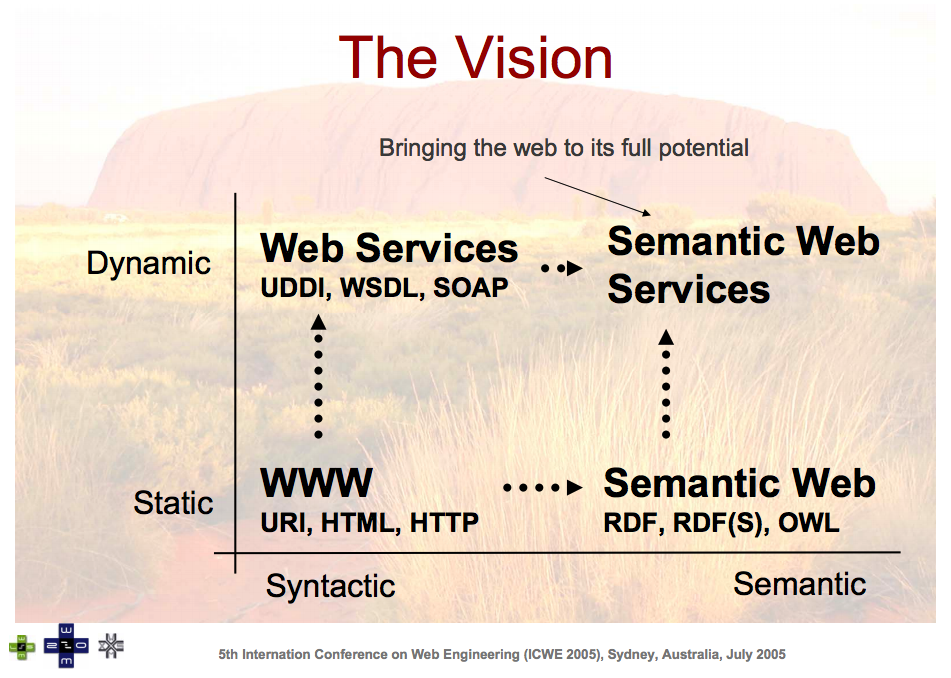 The Vision
Bringing the web to its full potential
Dynamic
Web Services
UDDI, WSDL, SOAP
Semantic Web
Services
Static
WWW
URI, HTML, HTTP
Semantic Web
RDF, RDF(S), OWL
Syntactic
Semantic
5th Internation Conference on Web Engineering (ICWE 2005), Sydney, Australia, July 2005